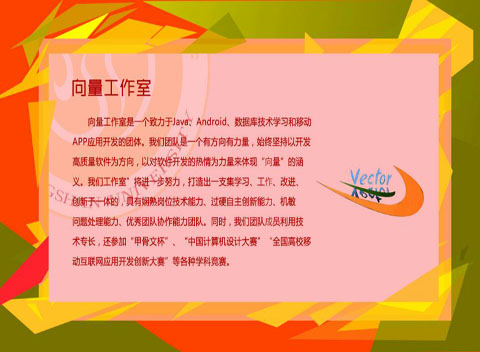 向量工作室
向量工作室是一个致力于Java、Android、数据库技术学习和移动
APP应用开发的团体。我们团队是一个有方向有力量，始终坚持以开发
高质量软件为方向，以对软件开发的热情为力量来体现“向量”的涵
义。我们工作室”将进一步努力，打造出一支集学习、工作、改进、
创新于一体的，具有娴熟岗位技术能力、过硬自主创新能力、机敏
问题处理能力、优秀团队协作能力团队。同时，我们团队成员利用技
术专长，还参加“甲骨文杯”、“中国计算机设计大赛”“全国高校移
动互联网应用开发创新大赛”等各种学科竞赛。
Vector
UNIVERSITY